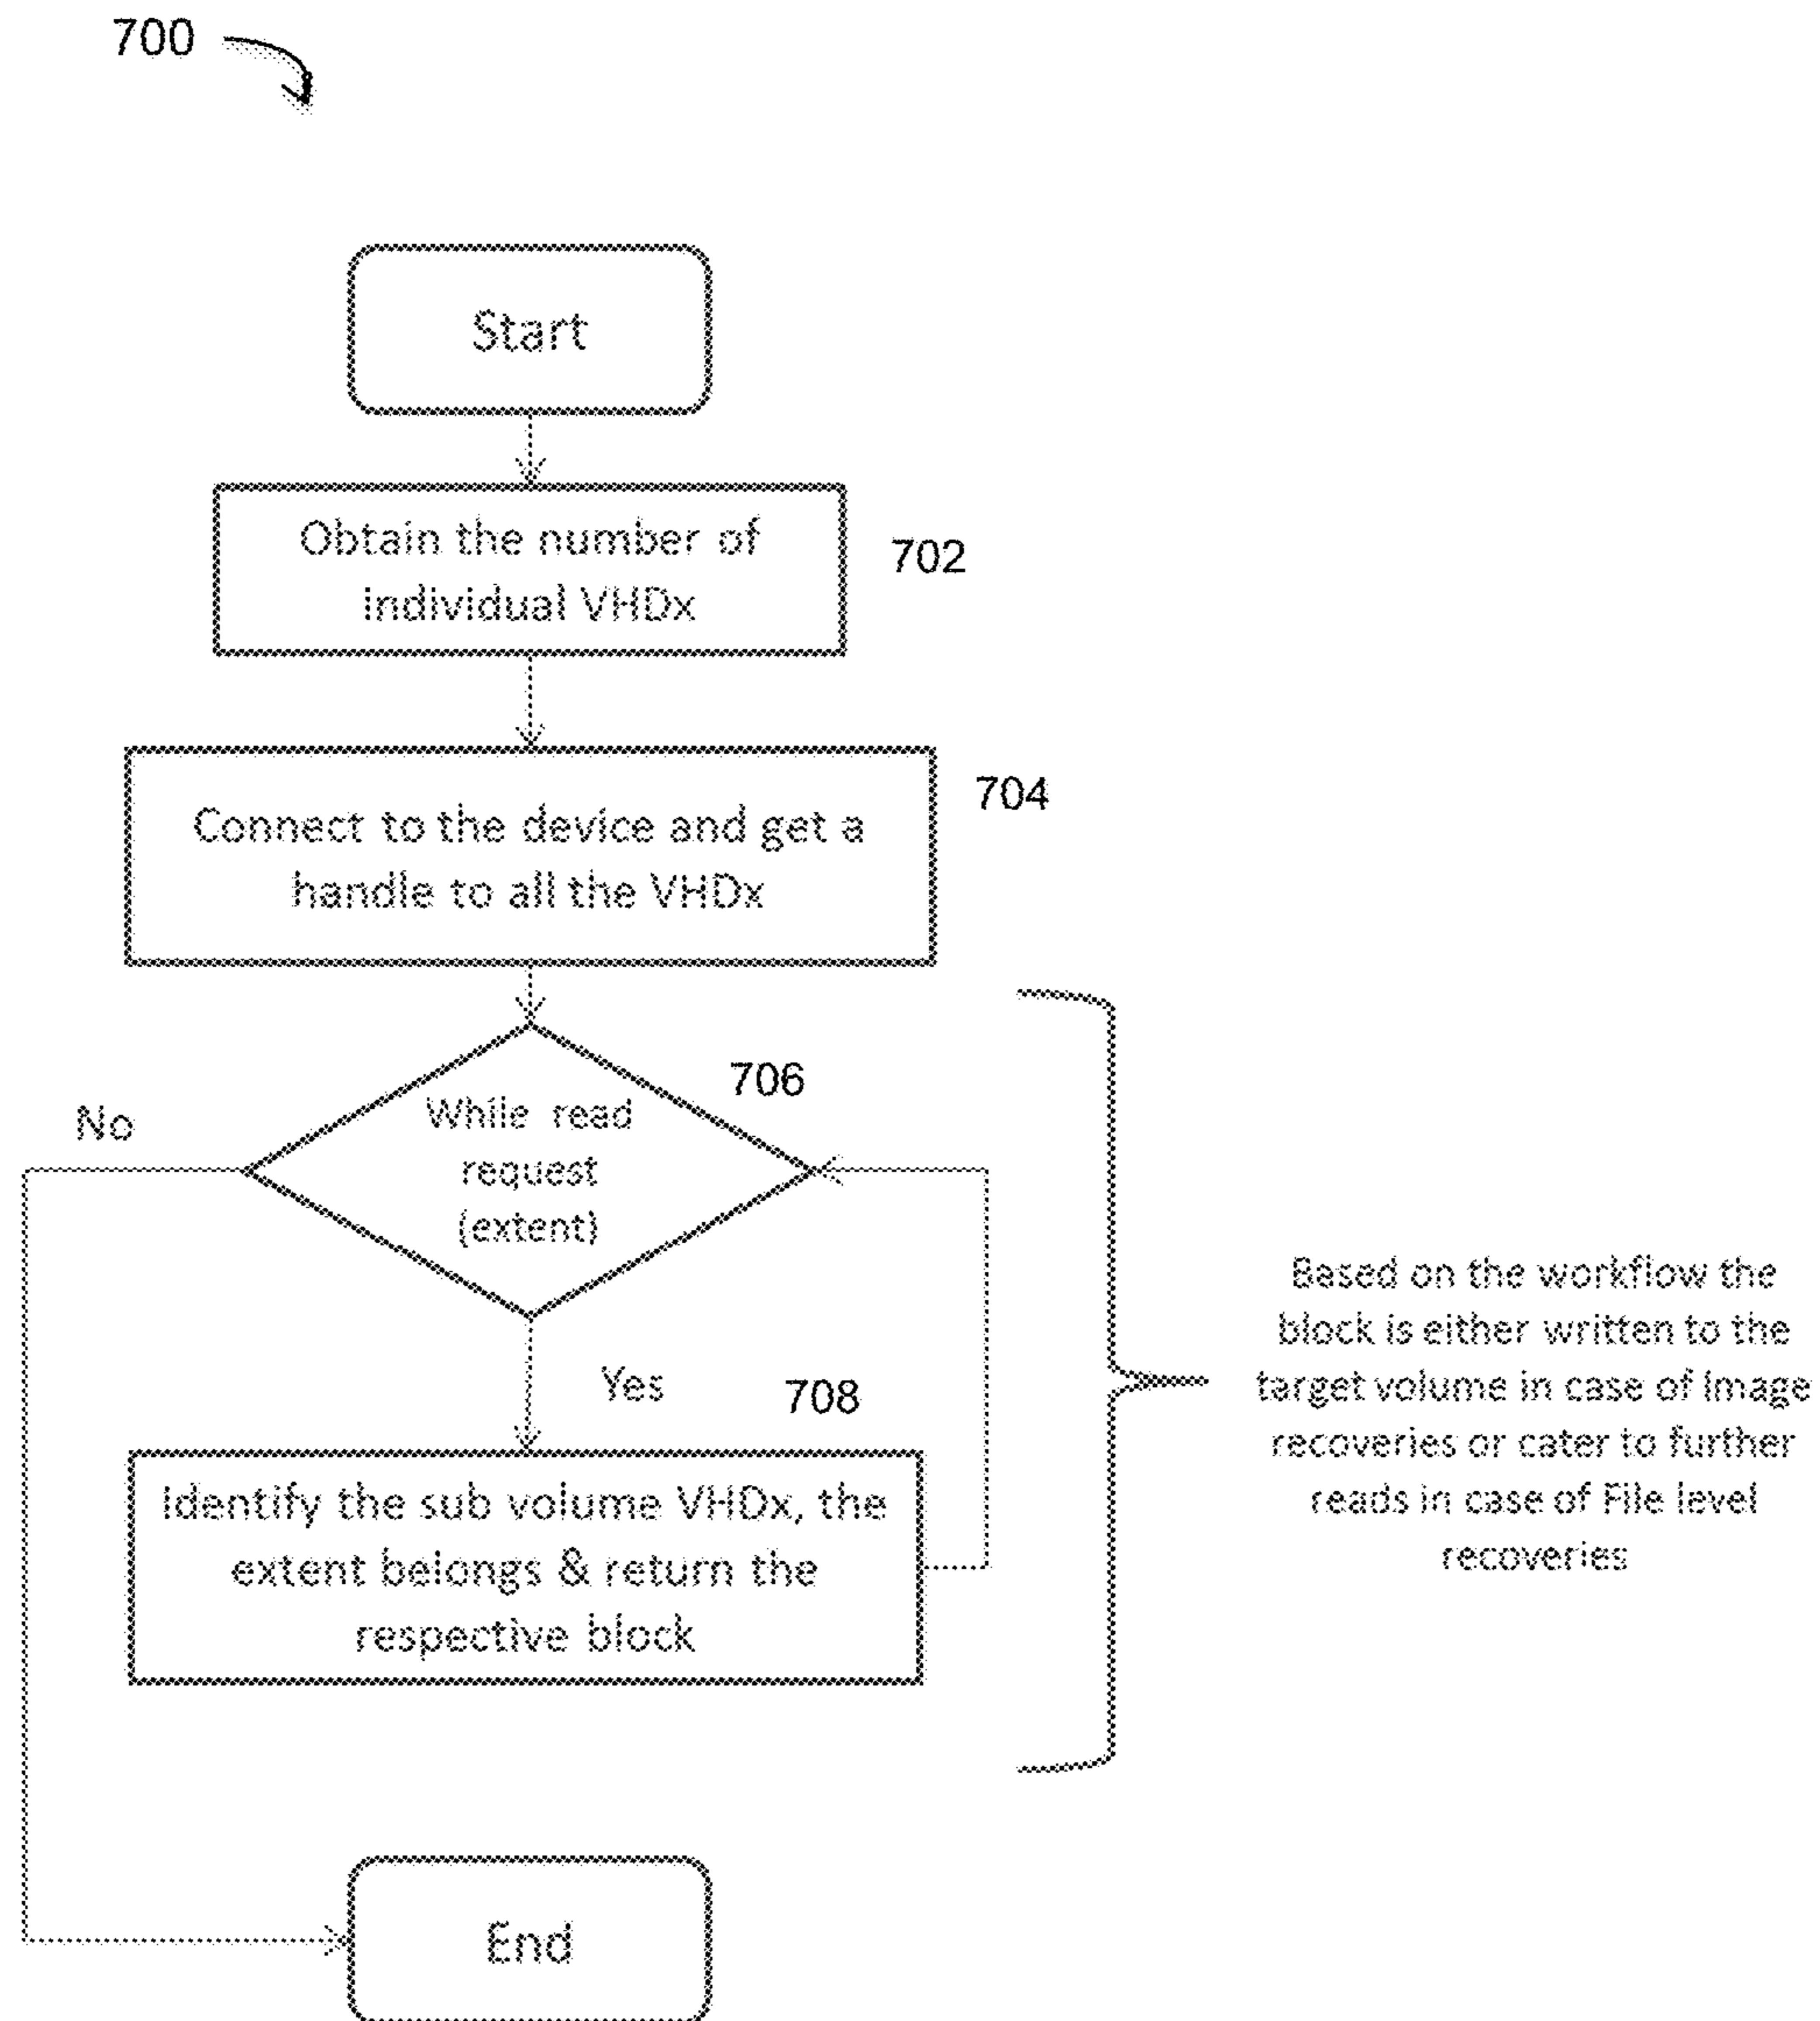 700
Start
Obtain the number of
individual VHDx
702
Connect to the device and get a
handle to all the VHDx
704
706
While read
request
(extent)
No
Yes
708
Identify the sub volume VHDx, the
extent belongs & return the
respective block
Based on the workflow the
block is either written to the
target volume in case of Image
recoveries or cater to further
reads in case of File level
recoveries
End